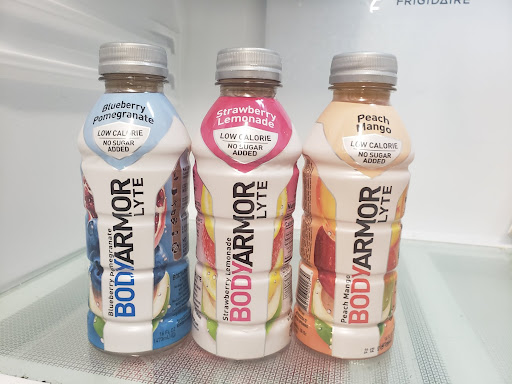 FRIGIDAIRE
Blueberry
Pomegranate
LOW CALORIE
NO SUGAR
ADDED
Blueberry Pomegranate
BODYARMOR
LYTE
Strawberry
Lemonade
LOW CALORIE
NO SUGAR
ADDED
Strawberry Lemonade
BODYARMOR
LYTE
Peach
Mango
LOW CALORIE
NO SUGAR
ADDED
Peach Mango
BODYARMOR
LYTE